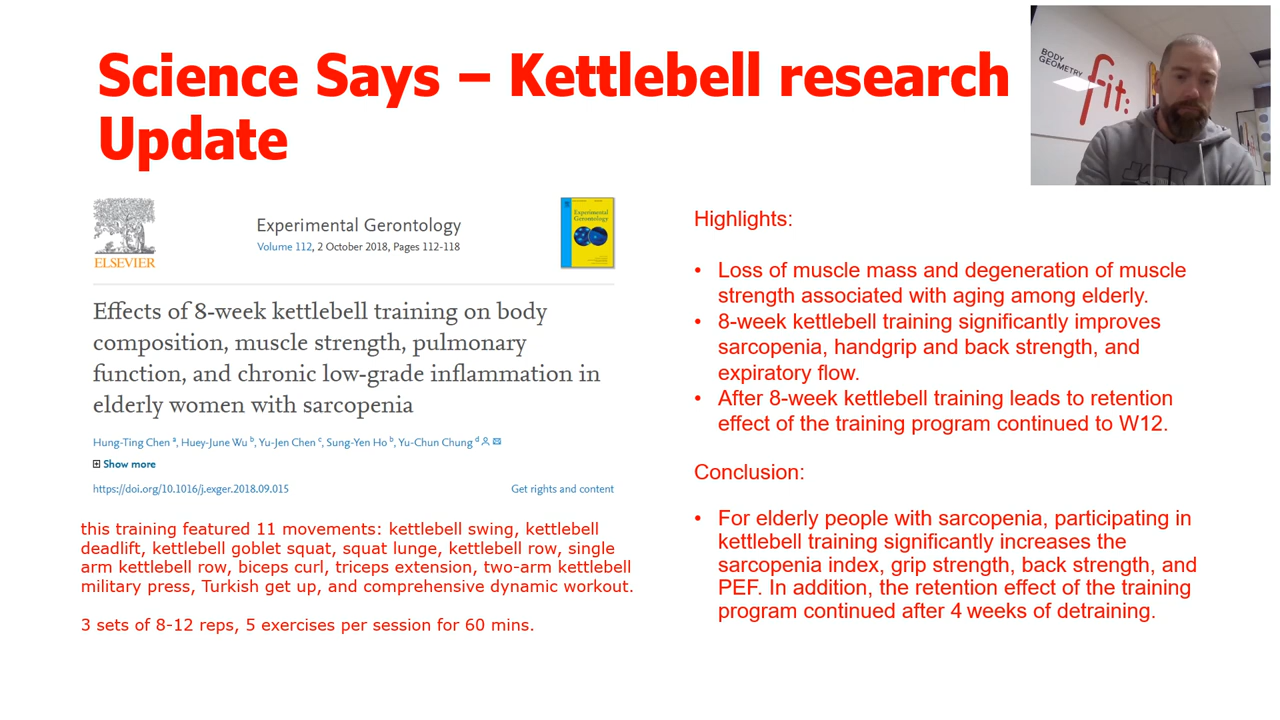 Science Says – Kettlebell research
Update
BODY
GEOMETRY
fit:
ELSEVIER
Experimental Gerontology
Volume 112, 2 October 2018, Pages 112-118
Experimental
Gerontology
Effects of 8-week kettlebell training on body
composition, muscle strength, pulmonary
function, and chronic low-grade inflammation in
elderly women with sarcopenia
Hung-Ting Chen a, Huey-June Wu b, Yu-Jen Chen c, Sung-Yen Ho b, Yu-Chun Chung d
Show more
https://doi.org/10.1016/j.exger.2018.09.015
Get rights and content
this training featured 11 movements: kettlebell swing, kettlebell
deadlift, kettlebell goblet squat, squat lunge, kettlebell row, single
arm kettlebell row, biceps curl, triceps extension, two-arm kettlebell
military press, Turkish get up, and comprehensive dynamic workout.
3 sets of 8-12 reps, 5 exercises per session for 60 mins.
Highlights:
• Loss of muscle mass and degeneration of muscle
strength associated with aging among elderly.
• 8-week kettlebell training significantly improves
sarcopenia, handgrip and back strength, and
expiratory flow.
• After 8-week kettlebell training leads to retention
effect of the training program continued to W12.
Conclusion:
• For elderly people with sarcopenia, participating in
kettlebell training significantly increases the
sarcopenia index, grip strength, back strength, and
PEF. In addition, the retention effect of the training
program continued after 4 weeks of detraining.